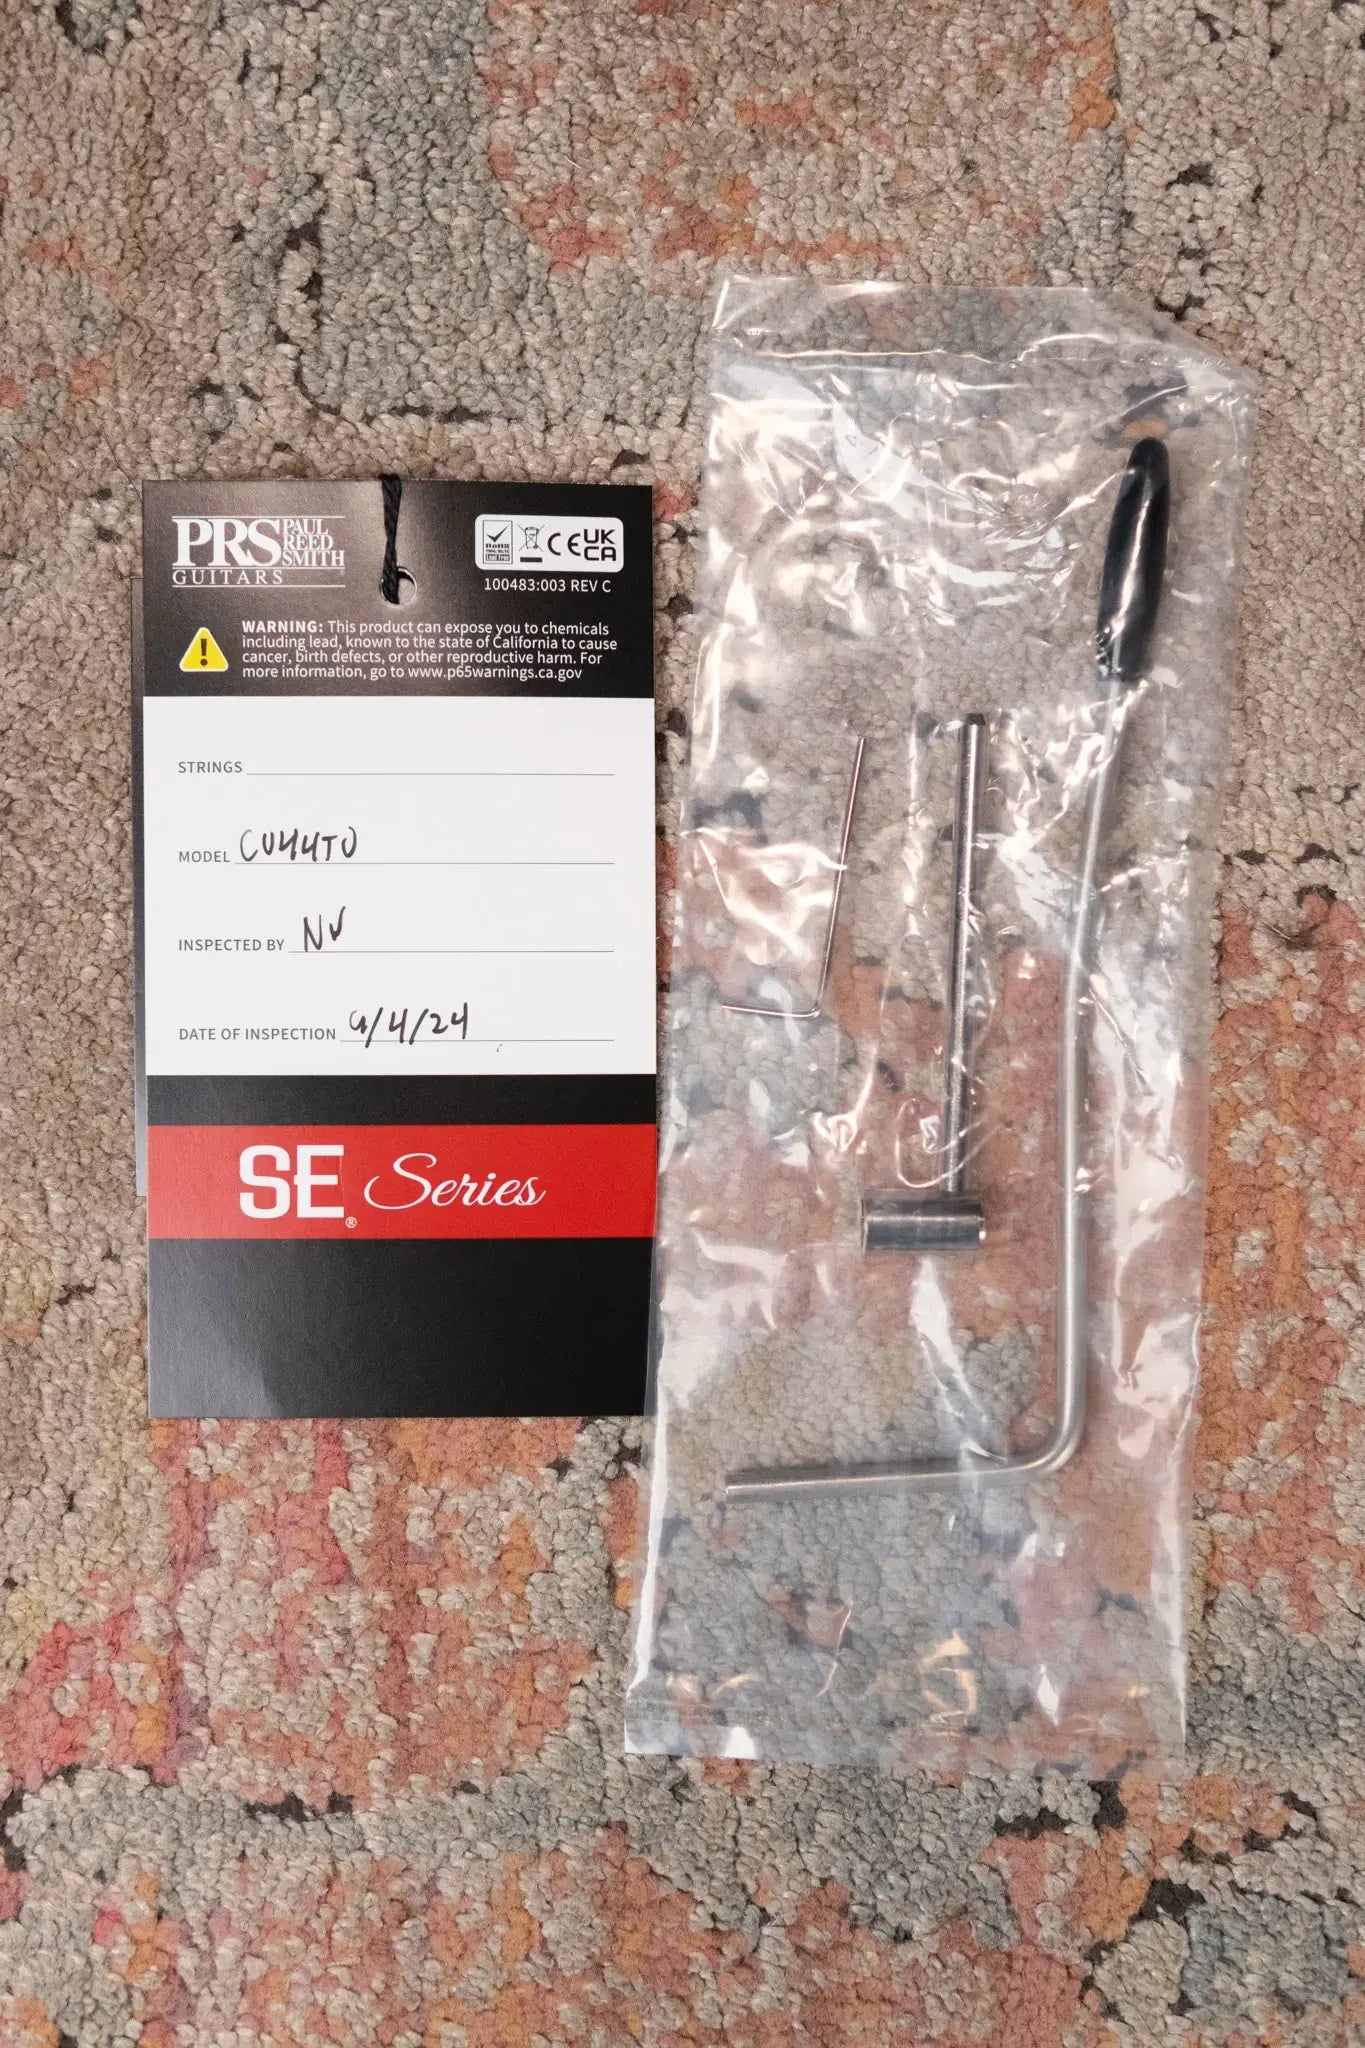 PRS PAUL REED SMITH
GUITARS
RoHS
Lead Free
CE UK CA
100483:003 REV C
WARNING: This product can expose you to chemicals
including lead, known to the state of California to cause
cancer, birth defects, or other reproductive harm. For
more information, go to www.p65warnings.ca.gov
STRINGS
MODEL CU44TO
INSPECTED BY NV
DATE OF INSPECTION 9/4/24
SE® Series